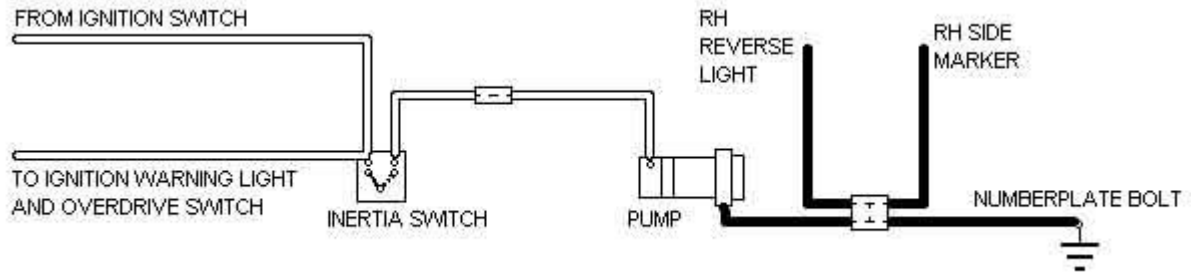 FROM IGNITION SWITCH
TO IGNITION WARNING LIGHT
AND OVERDRIVE SWITCH
INERTIA SWITCH
PUMP
RH
REVERSE
LIGHT
RH SIDE
MARKER
NUMBERPLATE BOLT